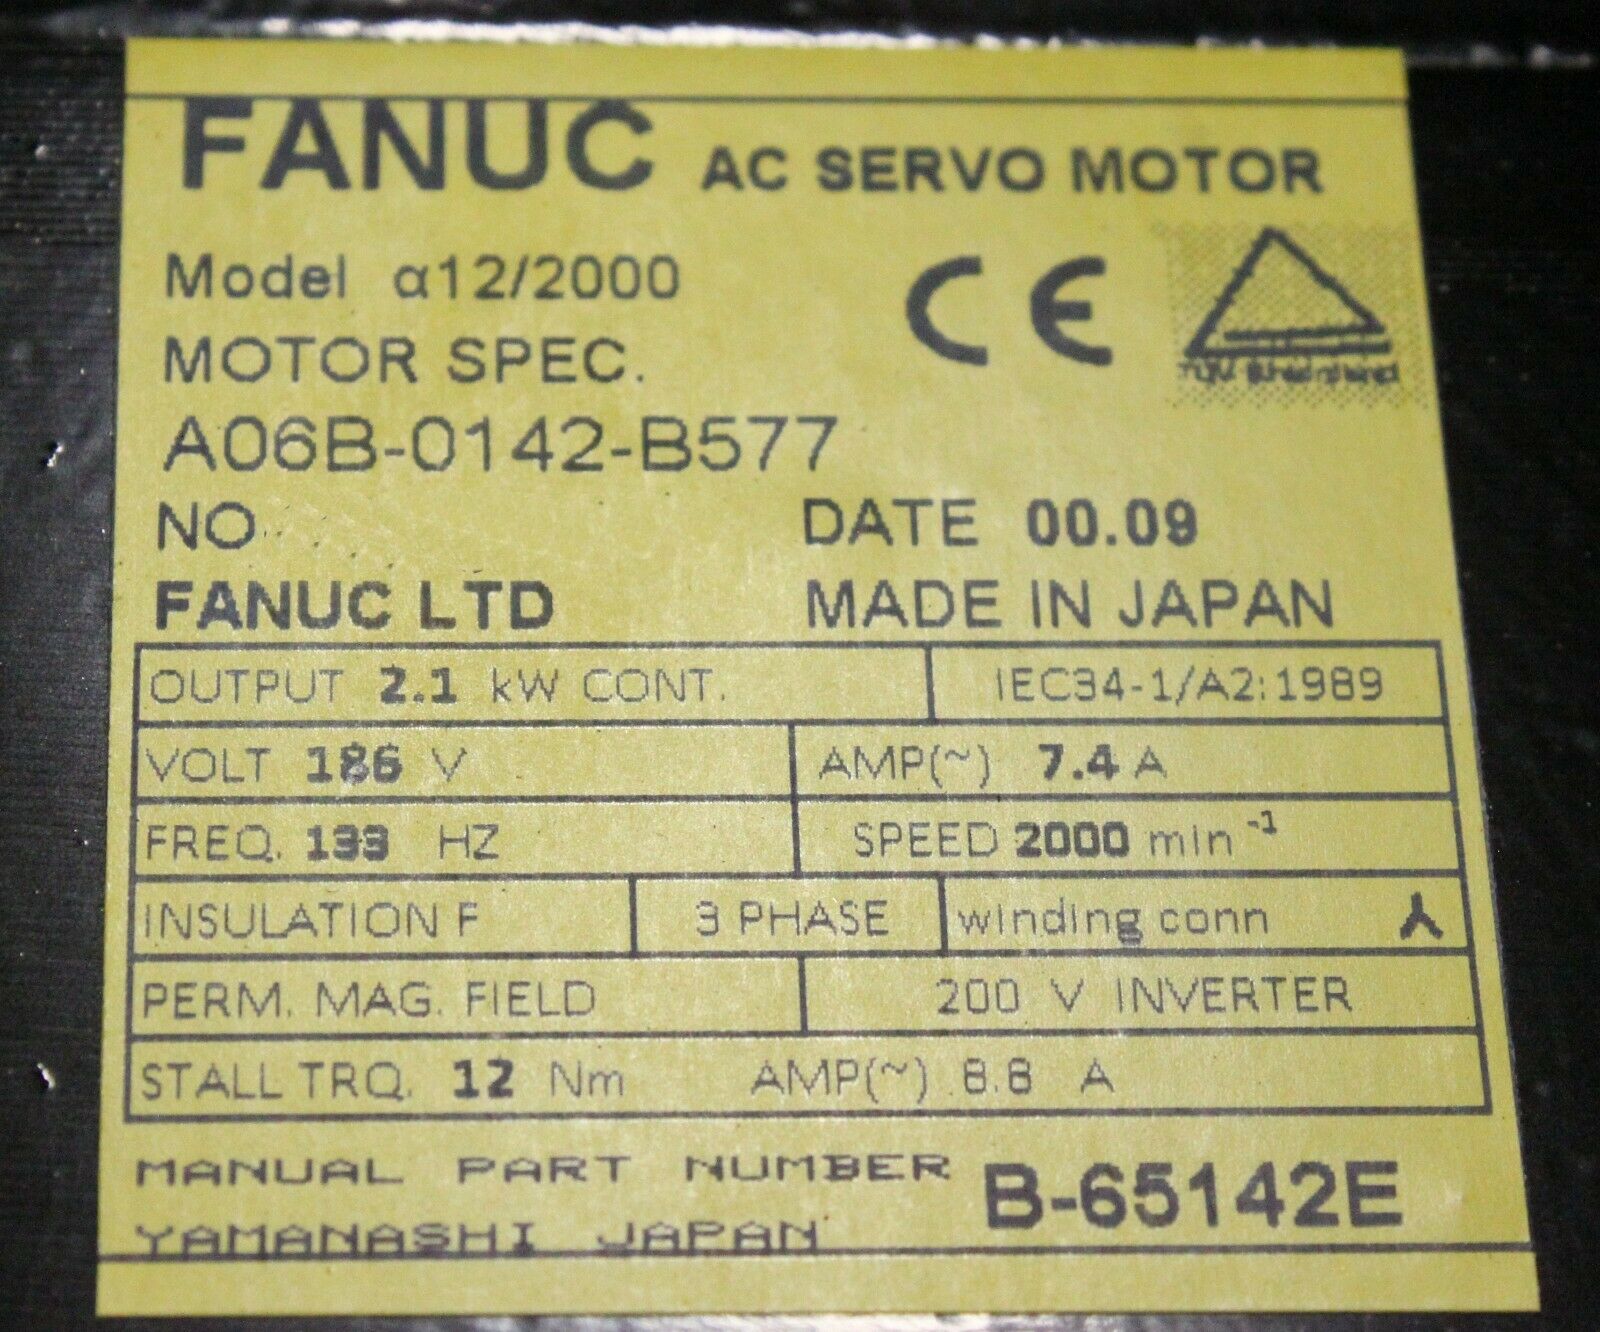 FANUC AC SERVO MOTOR
Model α12/2000
CE
MOTOR SPEC.
TÜV Rheinland
A06B-0142-B577
NO. DATE 00.09
FANUC LTD MADE IN JAPAN
OUTPUT 2.1 kW CONT. IEC34-1/A2:1989
VOLT 186 V AMP(~) 7.4 A
FREQ. 133 HZ SPEED 2000 min⁻¹
INSULATION F 3 PHASE winding conn
PERM. MAG. FIELD 200 V INVERTER
STALL TRQ. 12 Nm AMP(~) 8.8 A
MANUAL PART NUMBER B-65142E
YAMANASHI JAPAN